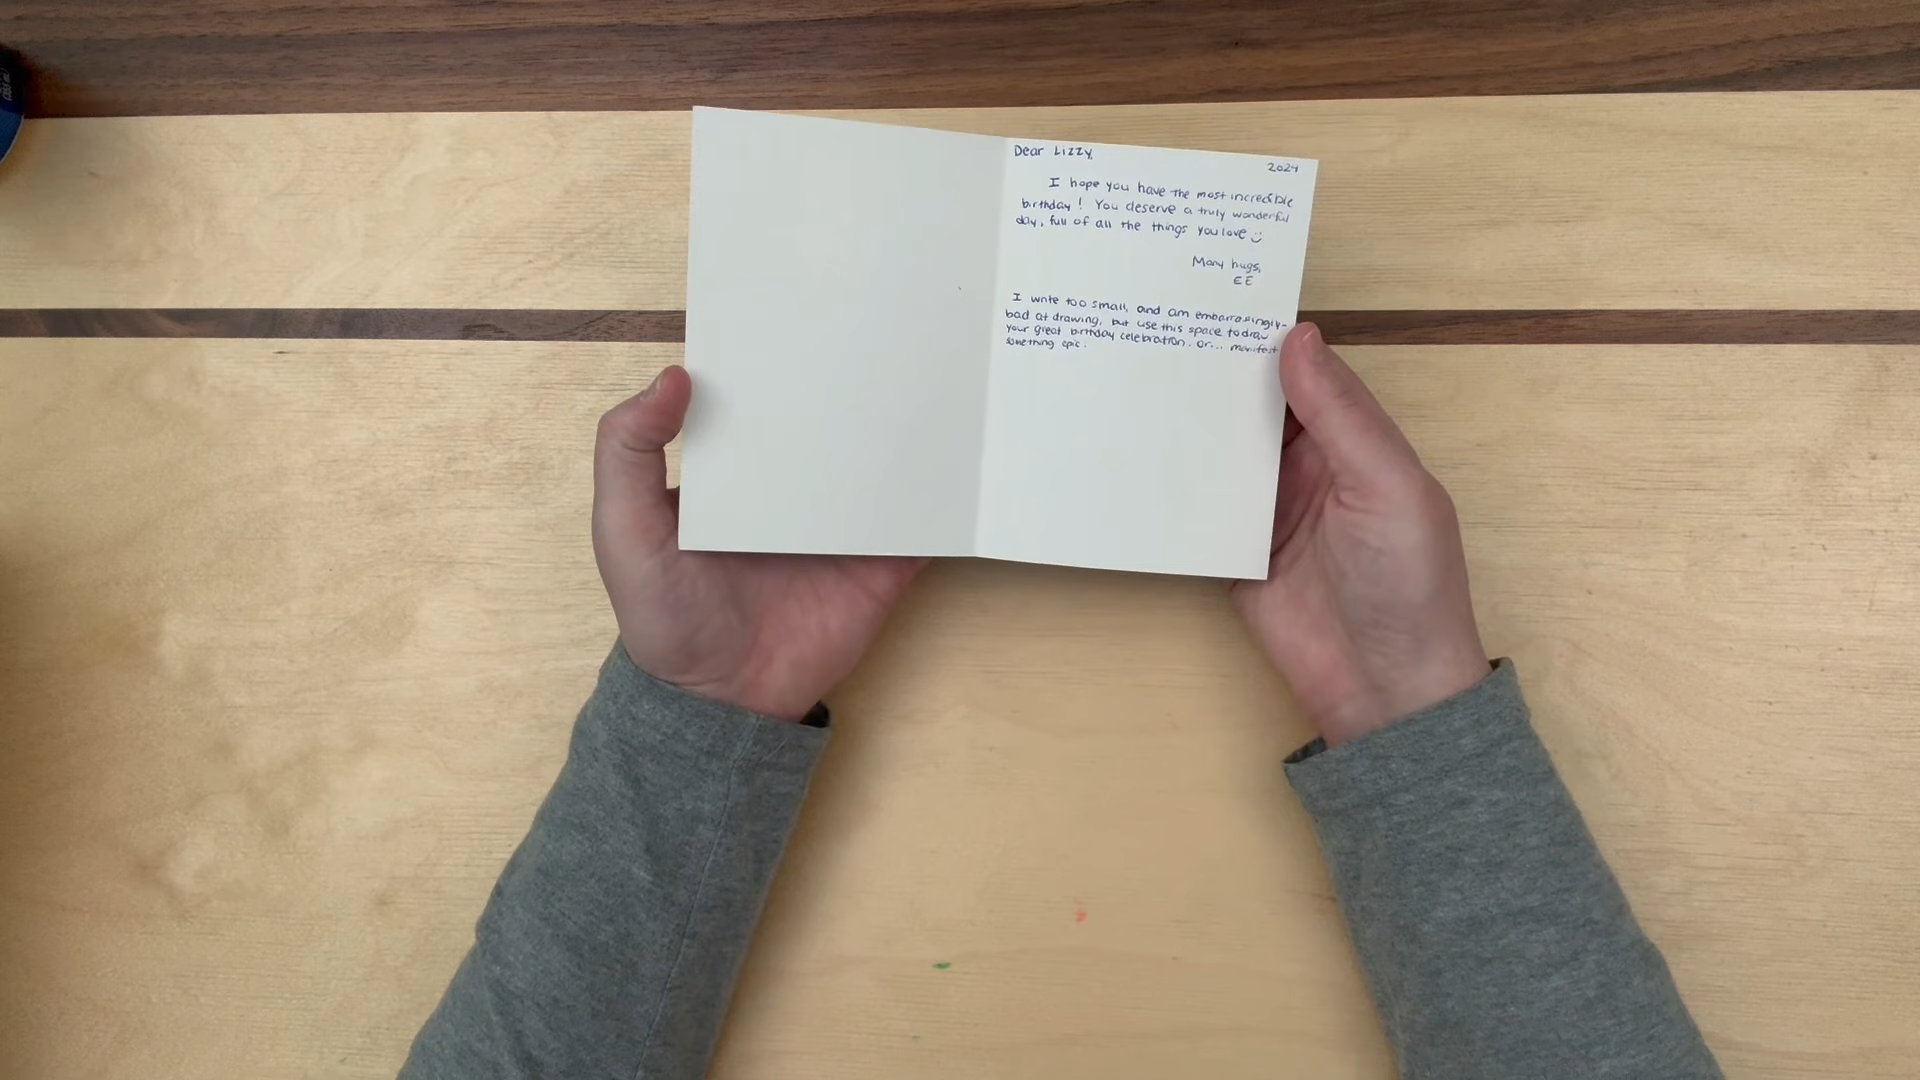 Dear Lizzy,
2024
I hope you have the most incredible
birthday! You deserve a truly wonderful
day, full of all the things you love :)
Many hugs,
EE
I write too small, and am embarrasingly-
bad at drawing, but use this space to draw
your great birthday celebration. Or... manifest
something epic.